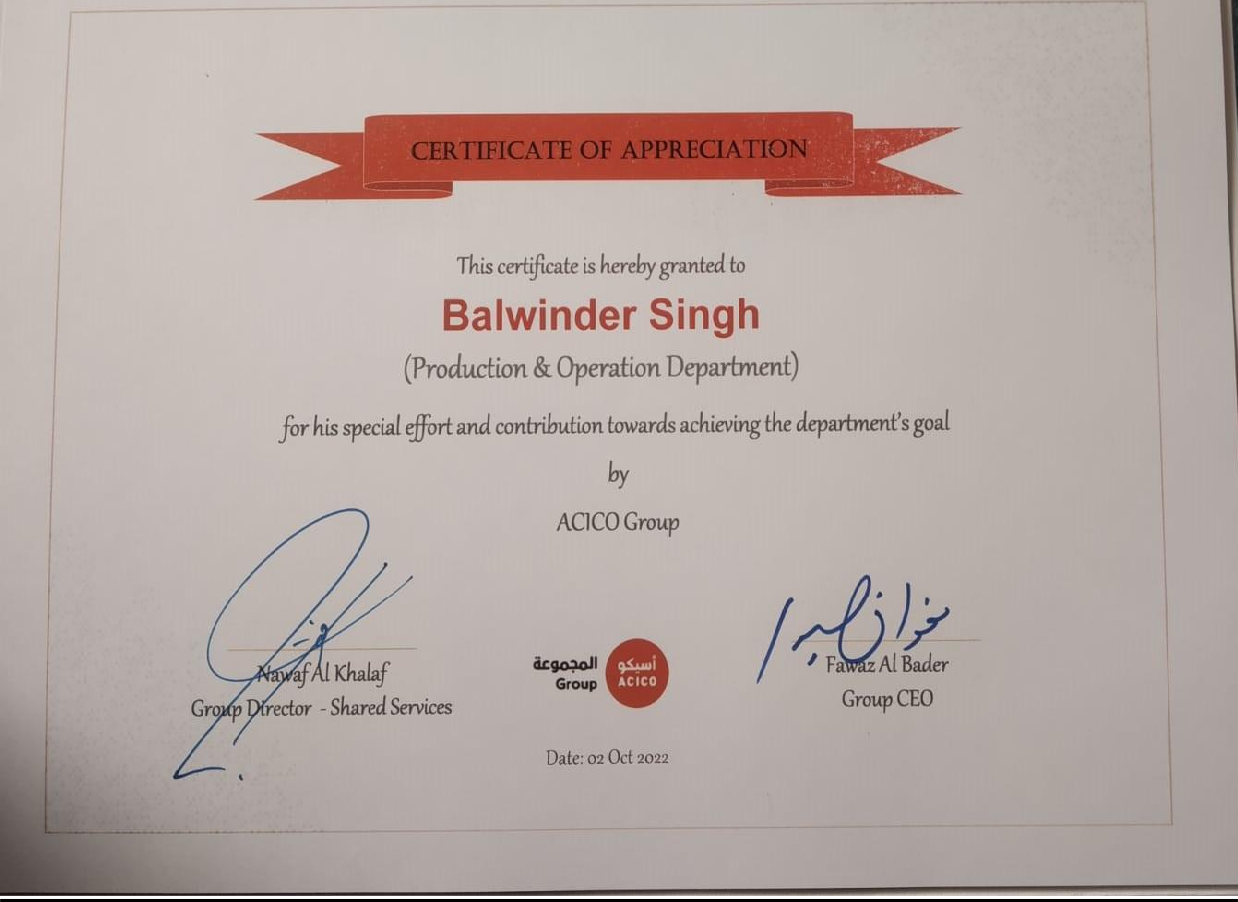 CERTIFICATE OF APPRECIATION
This certificate is hereby granted to
Balwinder Singh
(Production & Operation Department)
for his special effort and contribution towards achieving the department's goal
by
ACICO Group
Nawaf Al Khalaf
Group Director - Shared Services
المجموعة
Group
أسيكو
ACICO
Fawaz Al Bader
Group CEO
Date: 02 Oct 2022